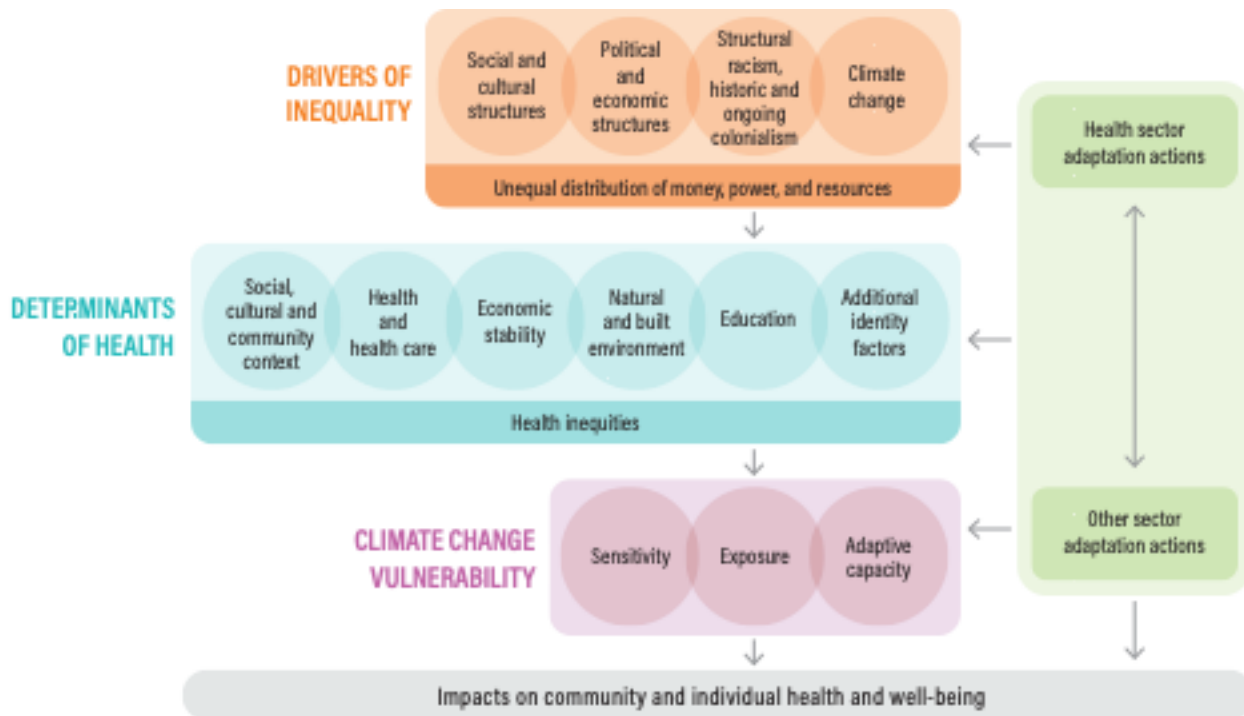 DRIVERS OF
INEQUALITY
Social and
cultural
structures
Political
and
economic
structures
Structural
racism,
historic and
ongoing
colonialism
Climate
change
Unequal distribution of money, power, and resources
Health sector
adaptation actions
DETERMINANTS
OF HEALTH
Social,
cultural and
community
context
Health
and
health care
Economic
stability
Natural
and built
environment
Education
Additional
identity
factors
Health inequities
CLIMATE CHANGE
VULNERABILITY
Sensitivity
Exposure
Adaptive
capacity
Other sector
adaptation actions
Impacts on community and individual health and well-being